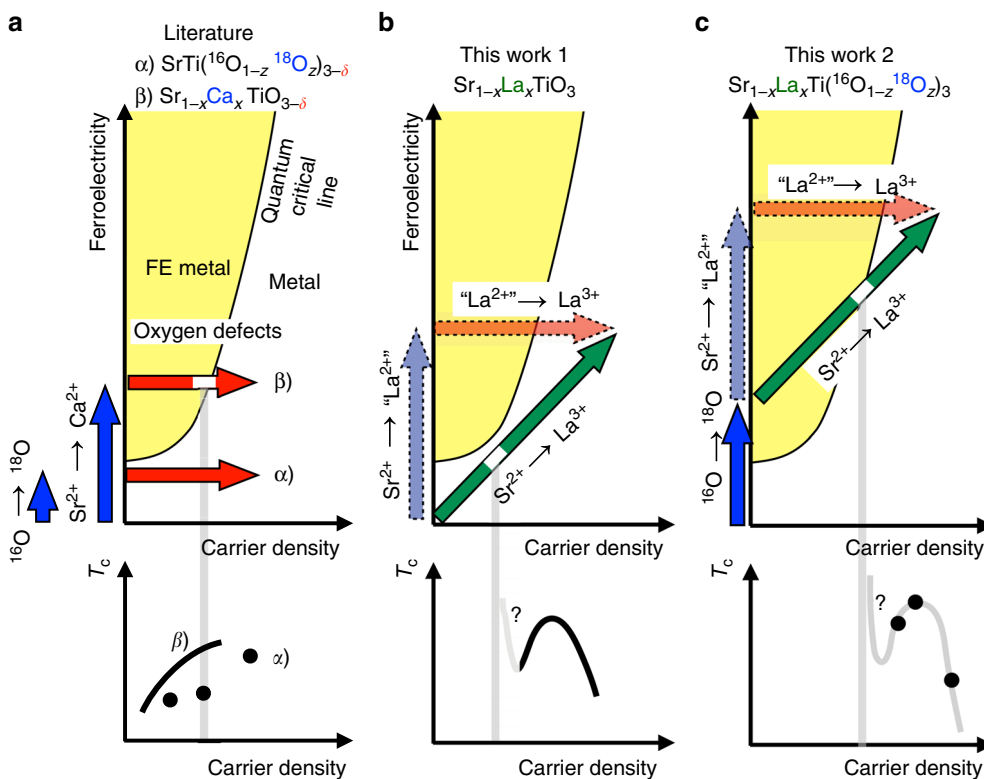 a
Literature
α) SrTi(¹⁶O₁₋z ¹⁸Oz)₃₋δ
β) Sr₁₋ₓCaₓTiO₃₋δ
Ferroelectricity
Quantum
critical
line
FE metal
Metal
Oxygen defects
β)
α)
¹⁶O → ¹⁸O
Sr²⁺ → Ca²⁺
Carrier density
Tc
β)
α)
Carrier density
b
This work 1
Sr₁₋ₓLaₓTiO₃
Ferroelectricity
“La²⁺” → La³⁺
Sr²⁺ → “La²⁺”
Sr²⁺ → La³⁺
Carrier density
Tc
?
Carrier density
c
This work 2
Sr₁₋ₓLaₓTi(¹⁶O₁₋z¹⁸Oz)₃
Ferroelectricity
“La²⁺” → La³⁺
Sr²⁺ → “La²⁺”
Sr²⁺ → La³⁺
¹⁶O → ¹⁸O
Carrier density
Tc
?
Carrier density